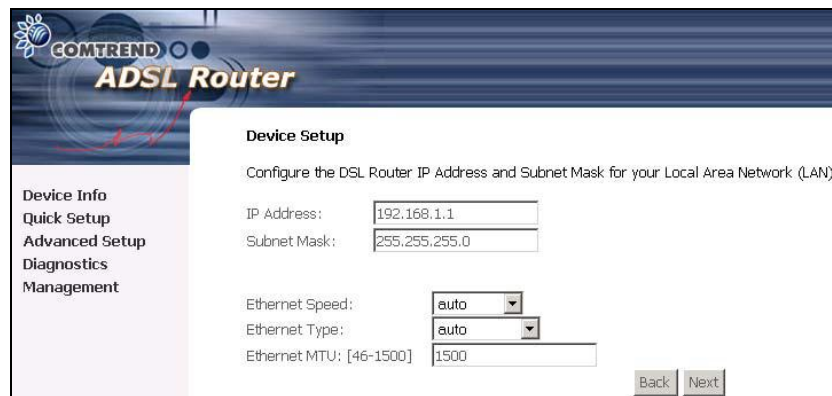 COMTREND
ADSL Router
Device Info
Quick Setup
Advanced Setup
Diagnostics
Management
Device Setup
Configure the DSL Router IP Address and Subnet Mask for your Local Area Network (LAN)
IP Address: 192.168.1.1
Subnet Mask: 255.255.255.0
Ethernet Speed: auto
Ethernet Type: auto
Ethernet MTU: [46-1500] 1500
Back Next